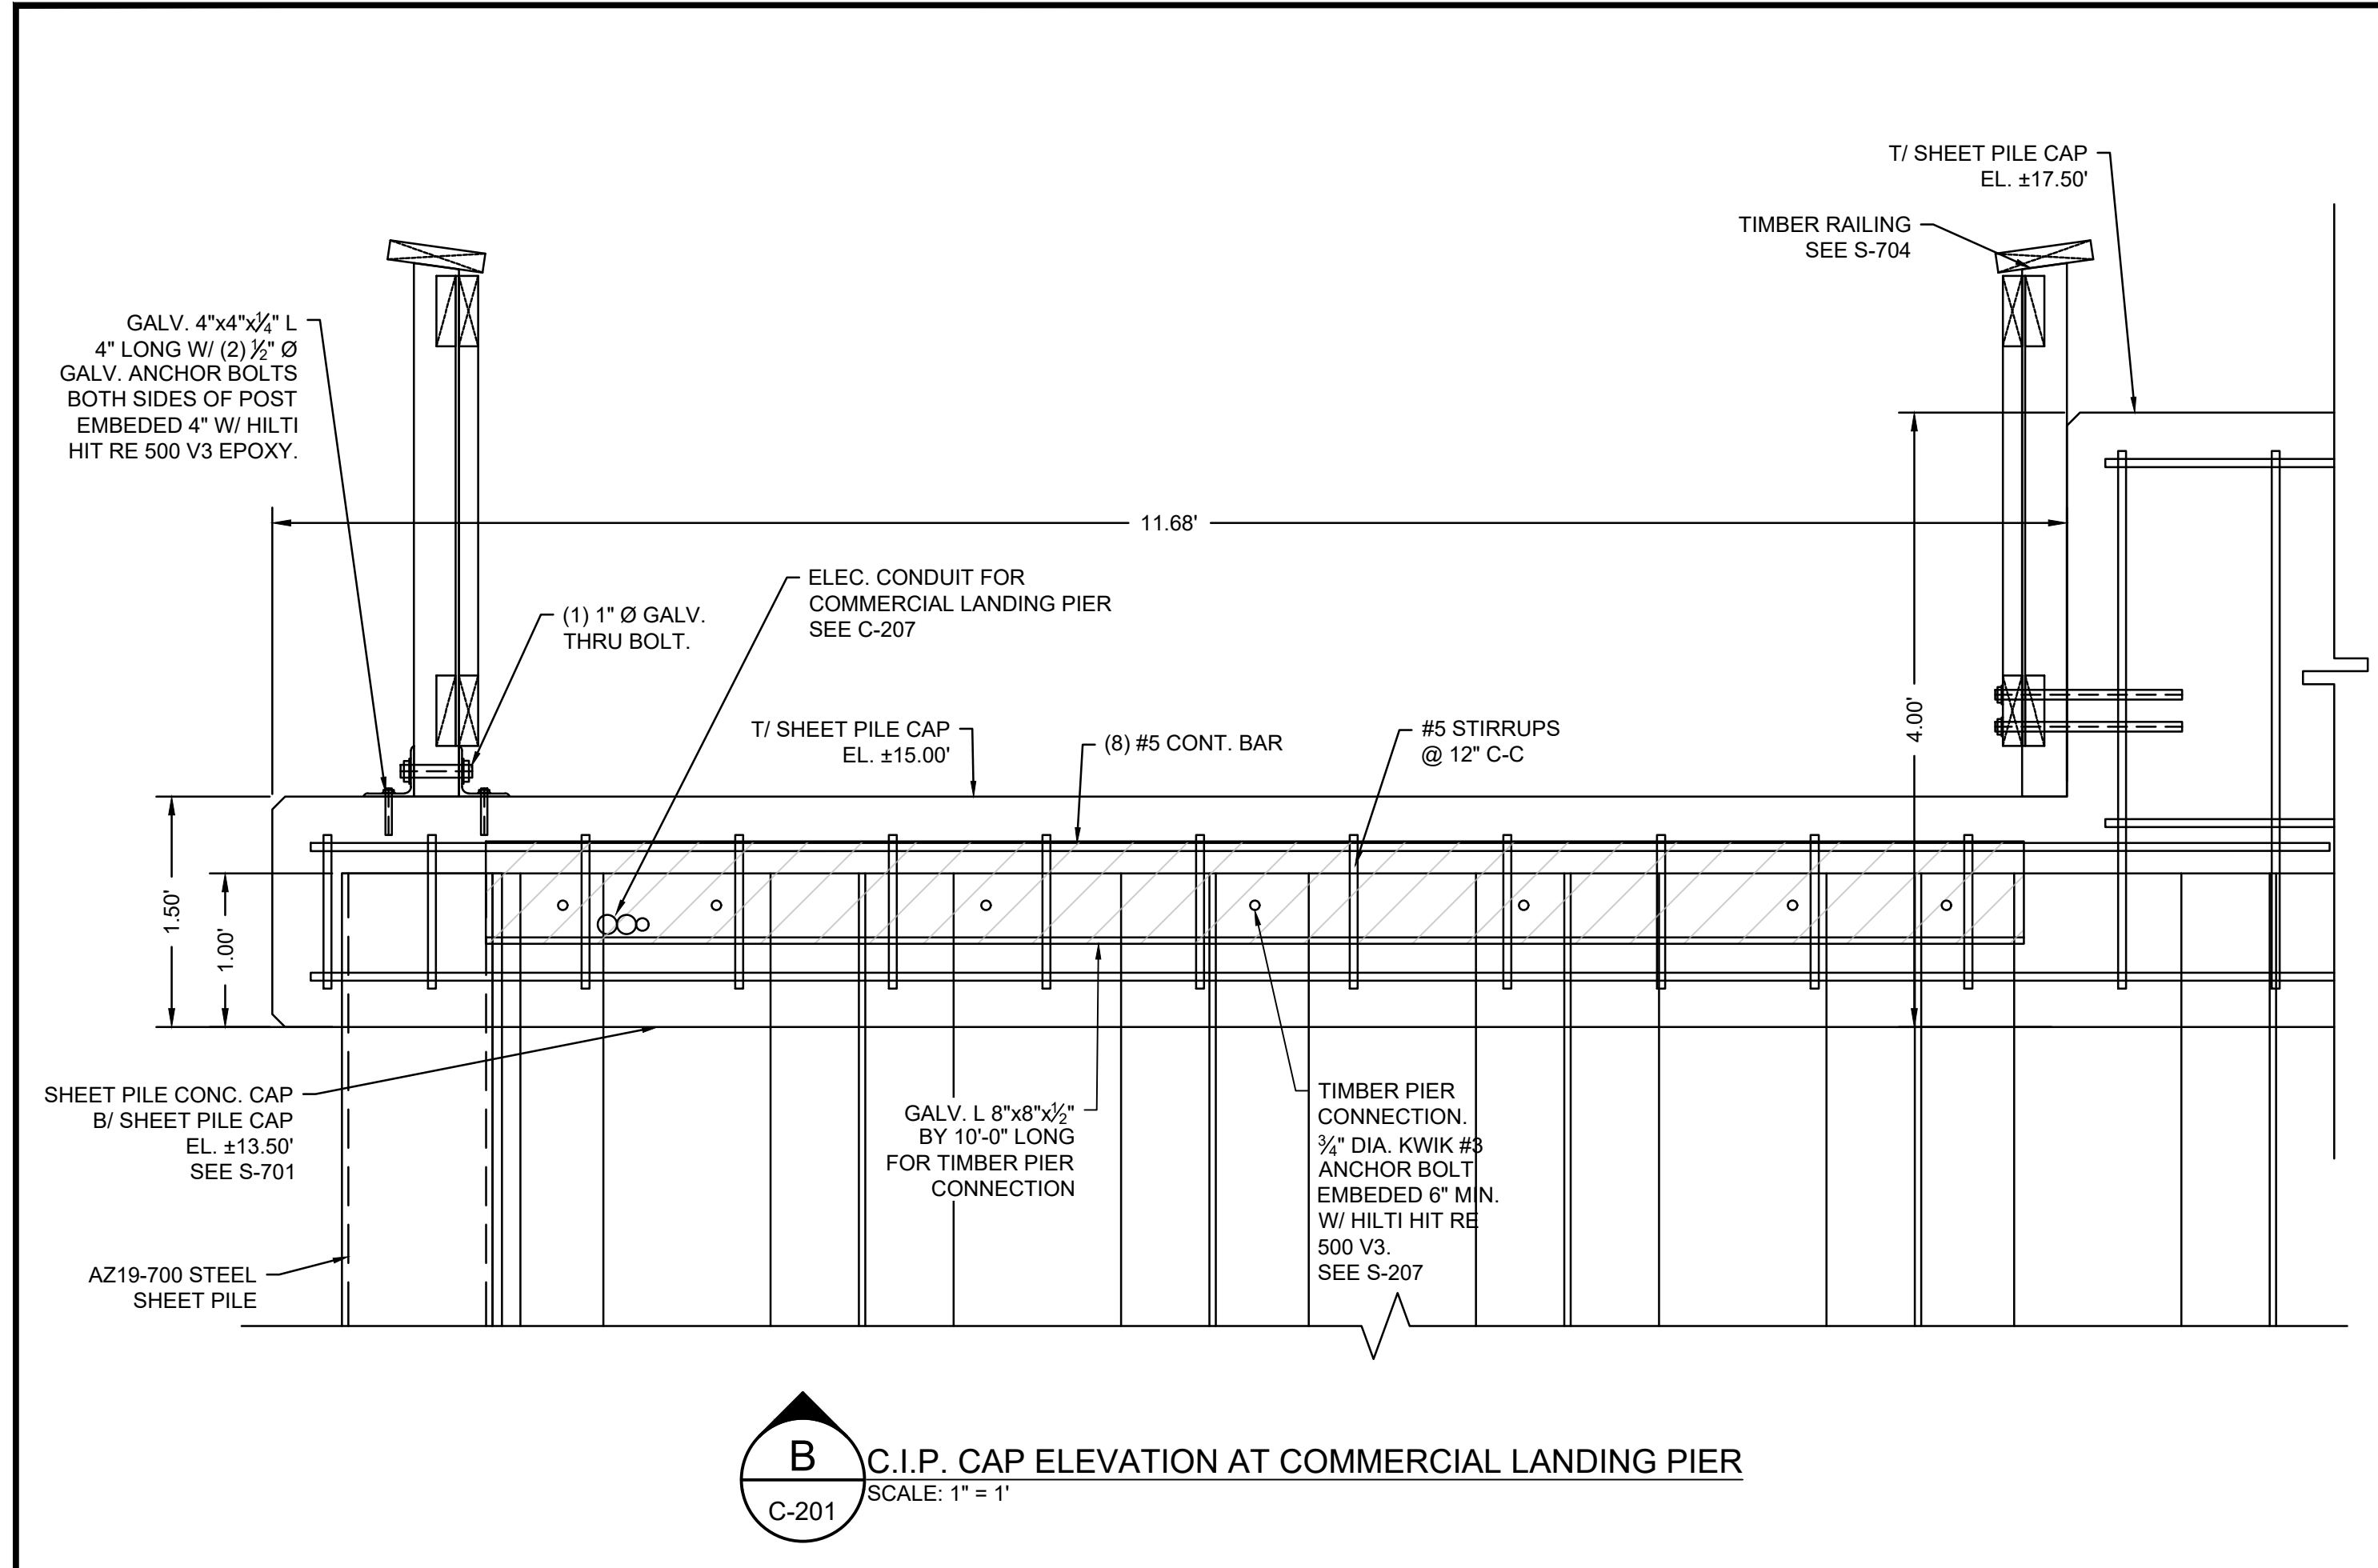 T/ SHEET PILE CAP
EL. ±17.50'
TIMBER RAILING
SEE S-704
GALV. 4"x4"x1/4" L
4" LONG W/ (2) 1/2" Ø
GALV. ANCHOR BOLTS
BOTH SIDES OF POST
EMBEDED 4" W/ HILTI
HIT RE 500 V3 EPOXY.
11.68'
ELEC. CONDUIT FOR
COMMERCIAL LANDING PIER
SEE C-207
(1) 1" Ø GALV.
THRU BOLT.
T/ SHEET PILE CAP
EL. ±15.00'
(8) #5 CONT. BAR
#5 STIRRUPS
@ 12" C-C
4.00'
1.50'
1.00'
SHEET PILE CONC. CAP
B/ SHEET PILE CAP
EL. ±13.50'
SEE S-701
GALV. L 8"x8"x1/2"
BY 10'-0" LONG
FOR TIMBER PIER
CONNECTION
TIMBER PIER
CONNECTION.
3/4" DIA. KWIK #3
ANCHOR BOLT
EMBEDED 6" MIN.
W/ HILTI HIT RE
500 V3.
SEE S-207
AZ19-700 STEEL
SHEET PILE
B
C-201
C.I.P. CAP ELEVATION AT COMMERCIAL LANDING PIER
SCALE: 1" = 1'